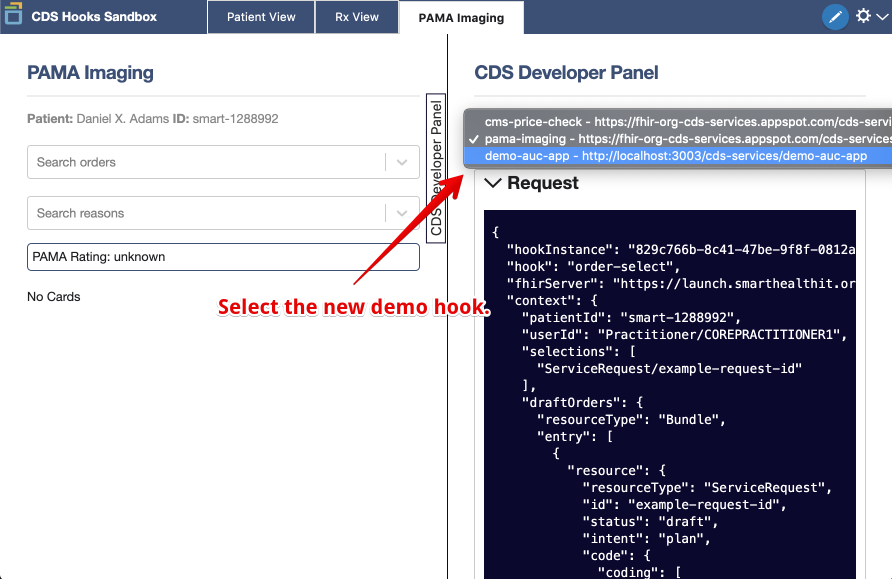 CDS Hooks Sandbox
Patient View
Rx View
PAMA Imaging
PAMA Imaging
Patient: Daniel X. Adams ID: smart-1288992
Search orders
Search reasons
PAMA Rating: unknown
No Cards
Select the new demo hook.
CDS Developer Panel
CDS Developer Panel
cms-price-check - https://fhir-org-cds-services.appspot.com/cds-servi
pama-imaging - https://fhir-org-cds-services.appspot.com/cds-services
demo-auc-app - http://localhost:3003/cds-services/demo-auc-app
Request
{
"hookInstance": "829c766b-8c41-47be-9f8f-0812a
"hook": "order-select",
"fhirServer": "https://launch.smarthealthit.or
"context": {
"patientId": "smart-1288992",
"userId": "Practitioner/COREPRACTITIONER1",
"selections": [
"ServiceRequest/example-request-id"
],
"draftOrders": {
"resourceType": "Bundle",
"entry": [
{
"resource": {
"resourceType": "ServiceRequest",
"id": "example-request-id",
"status": "draft",
"intent": "plan",
"code": {
"coding": [